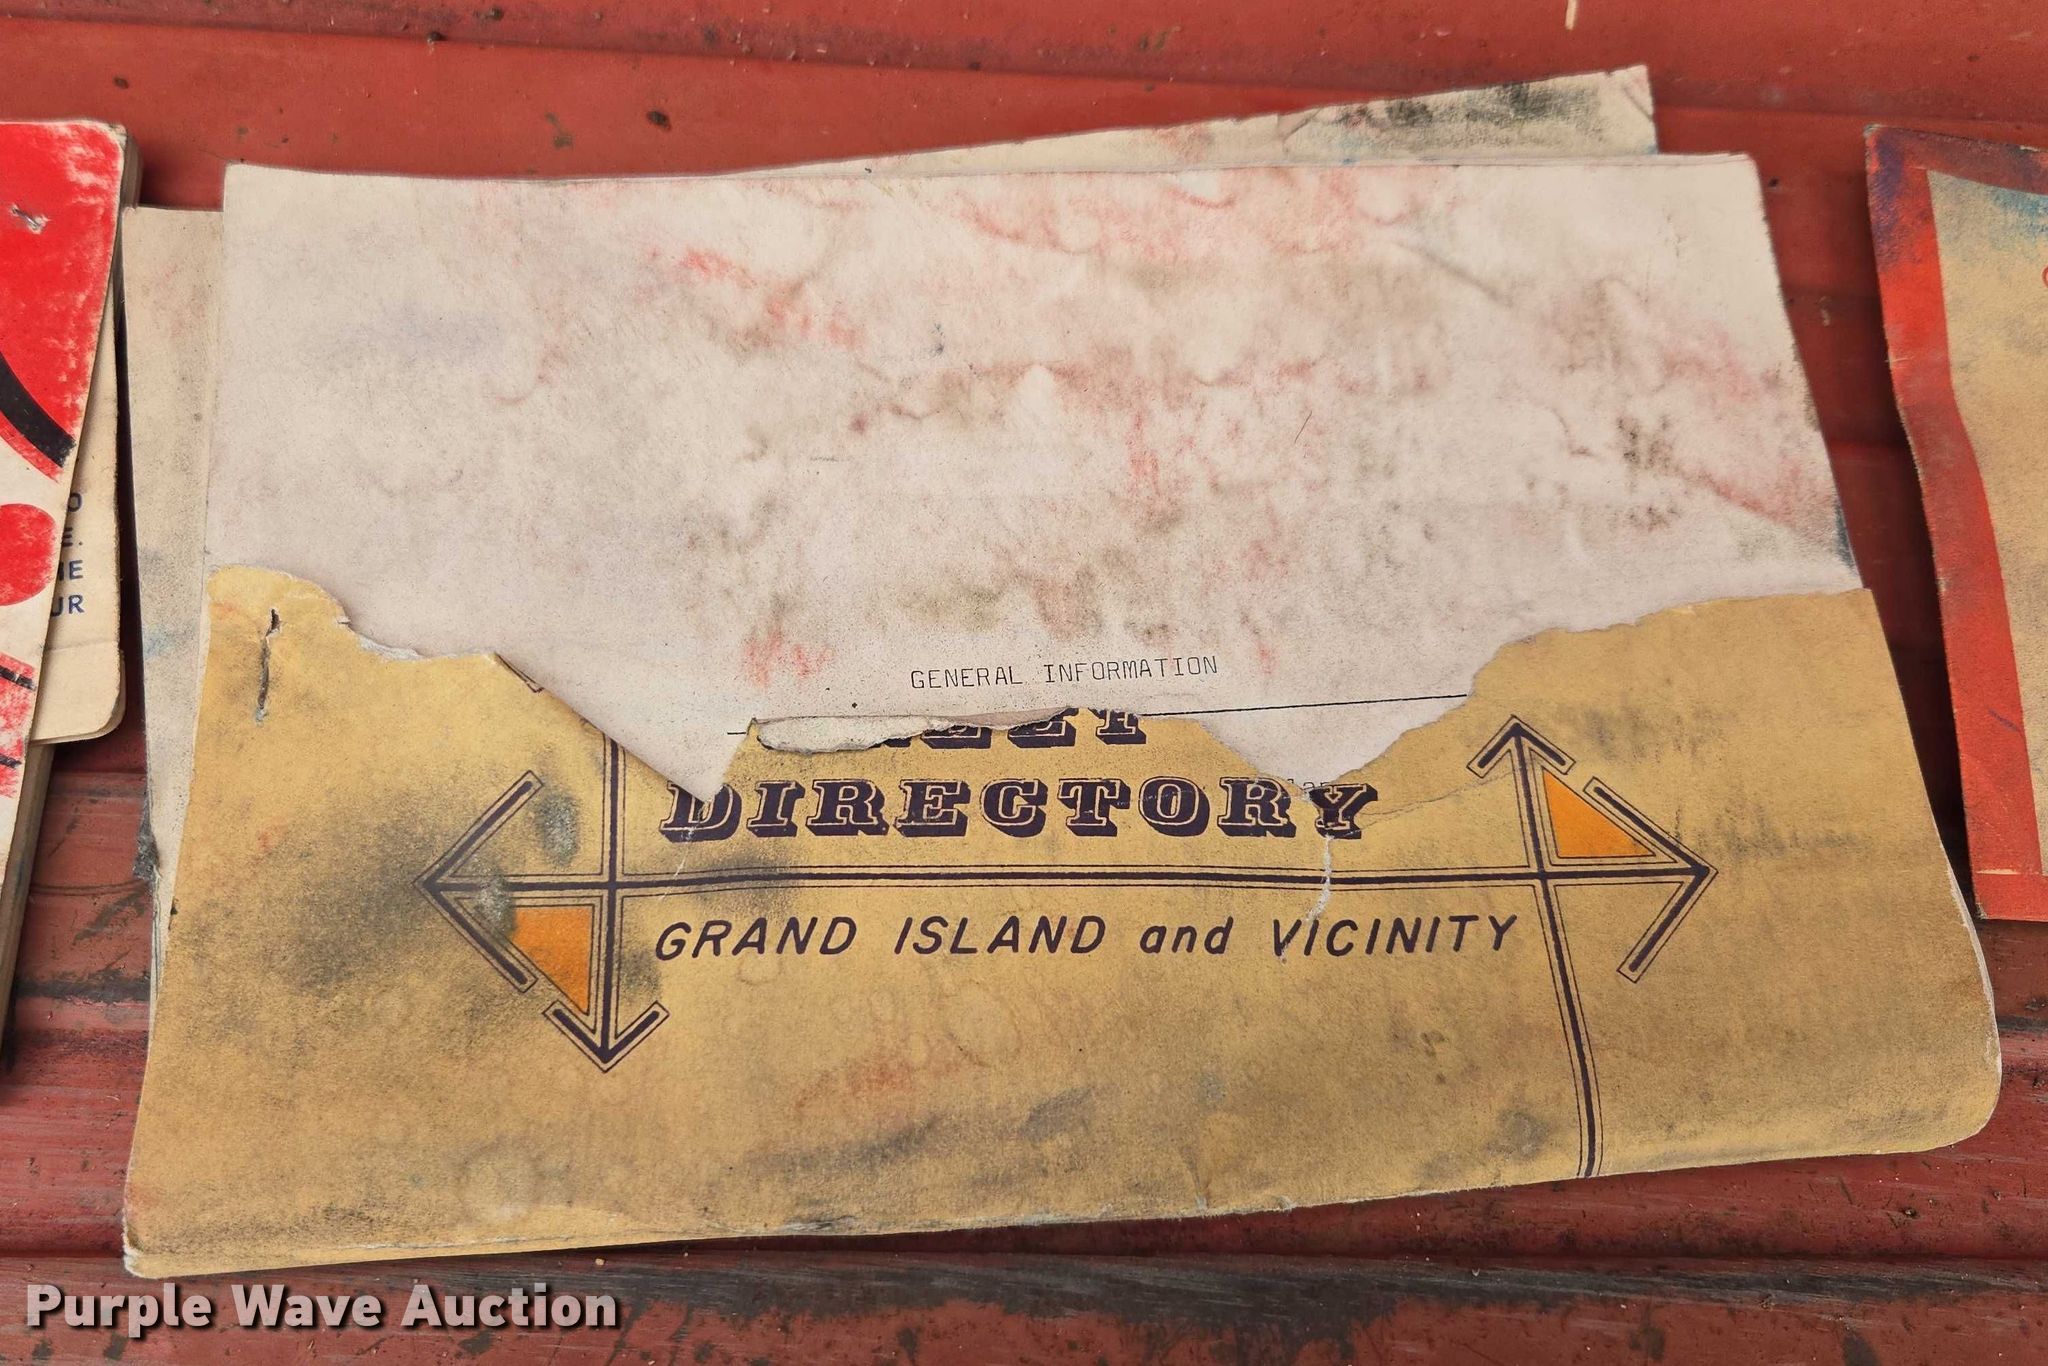 GENERAL INFORMATION
DIRECTORY
GRAND ISLAND and VICINITY
Purple Wave Auction